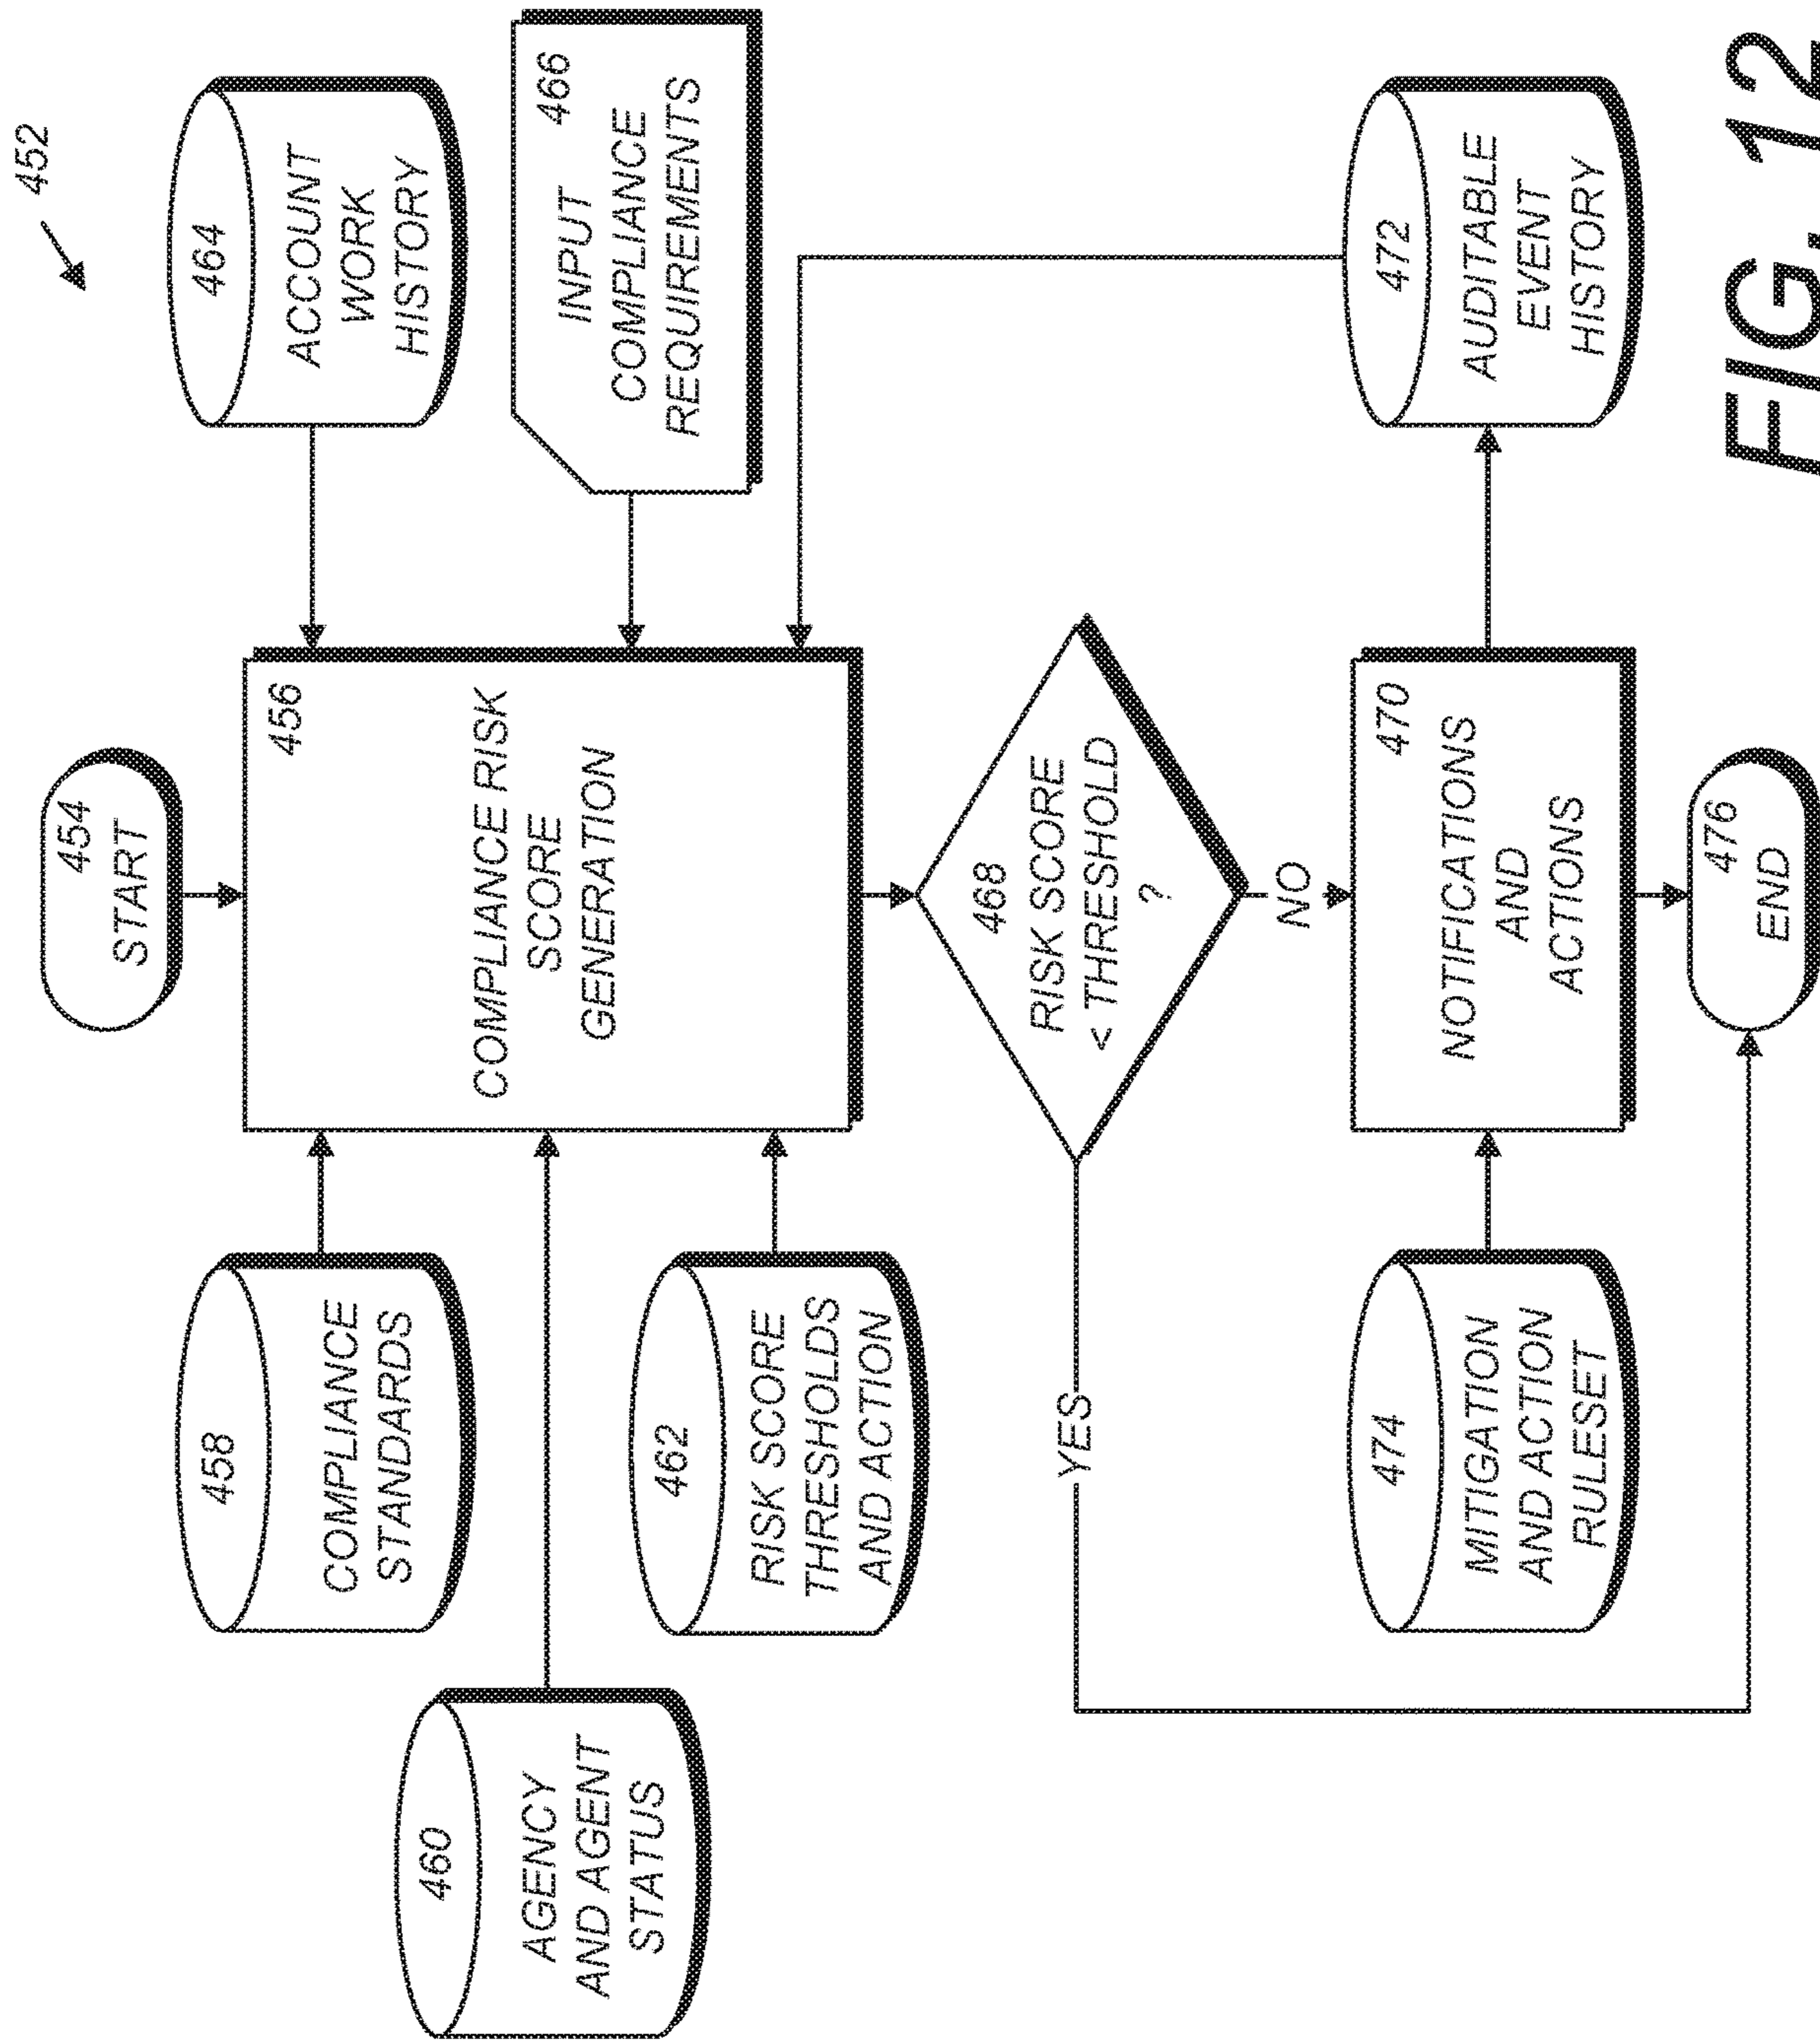 452
454
START
458
COMPLIANCE
STANDARDS
456
COMPLIANCE RISK
SCORE
GENERATION
464
ACCOUNT
WORK
HISTORY
460
AGENCY
AND AGENT
STATUS
466
INPUT
COMPLIANCE
REQUIREMENTS
462
RISK SCORE
THRESHOLDS
AND ACTION
468
RISK SCORE
< THRESHOLD
?
YES
NO
474
MITIGATION
AND ACTION
RULESET
470
NOTIFICATIONS
AND
ACTIONS
472
AUDITABLE
EVENT
HISTORY
476
END
FIG. 12